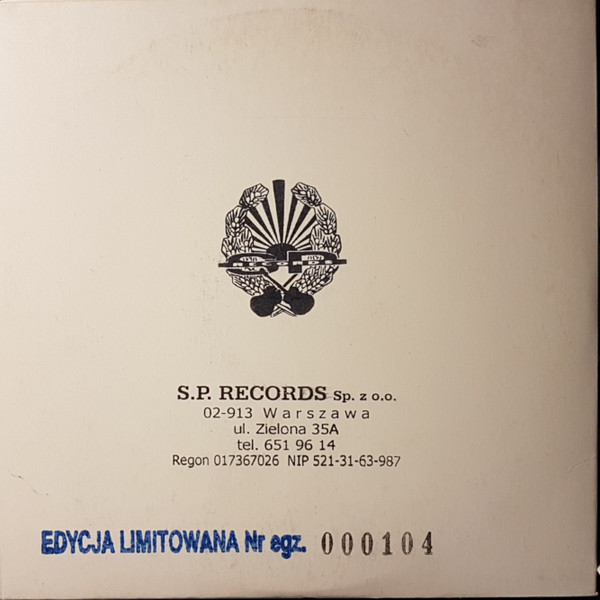 S.P. RECORDS Sp. z o.o.
02-913 Warszawa
ul. Zielona 35A
tel. 651 96 14
Regon 017367026 NIP 521-31-63-987
EDYCJA LIMITOWANA Nr egz. 000104